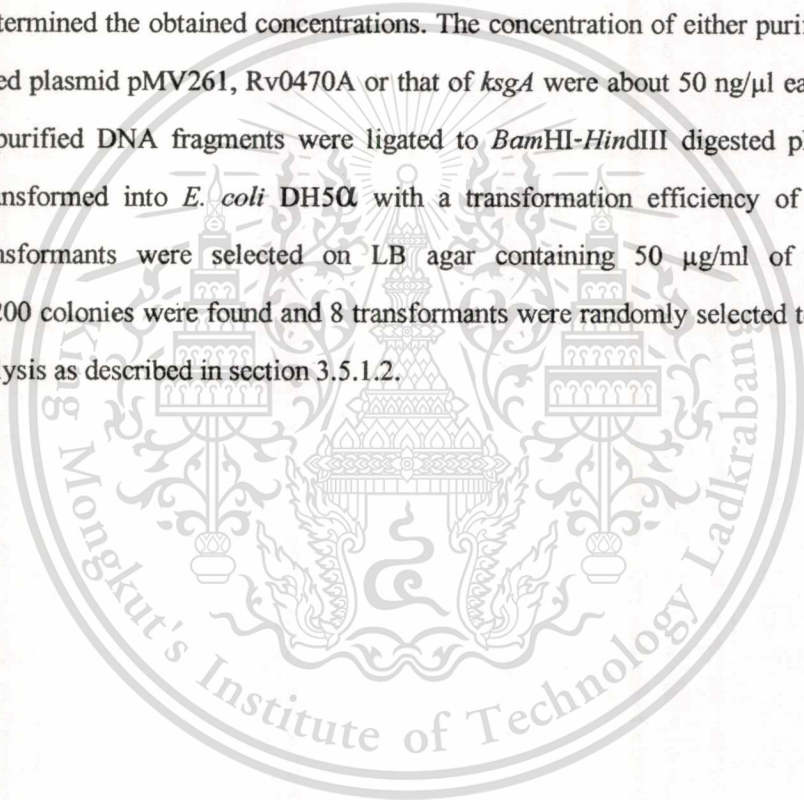 termined the obtained concentrations. The concentration of either purif
ed plasmid pMV261, Rv0470A or that of ksgA were about 50 ng/μl ea
purified DNA fragments were ligated to BamHI-HindIII digested p
nsformed into E. coli DH5α with a transformation efficiency of
nsformants were selected on LB agar containing 50 μg/ml of
200 colonies were found and 8 transformants were randomly selected t
lysis as described in section 3.5.1.2.
King Mongkut's Institute of Technology Ladkrabang